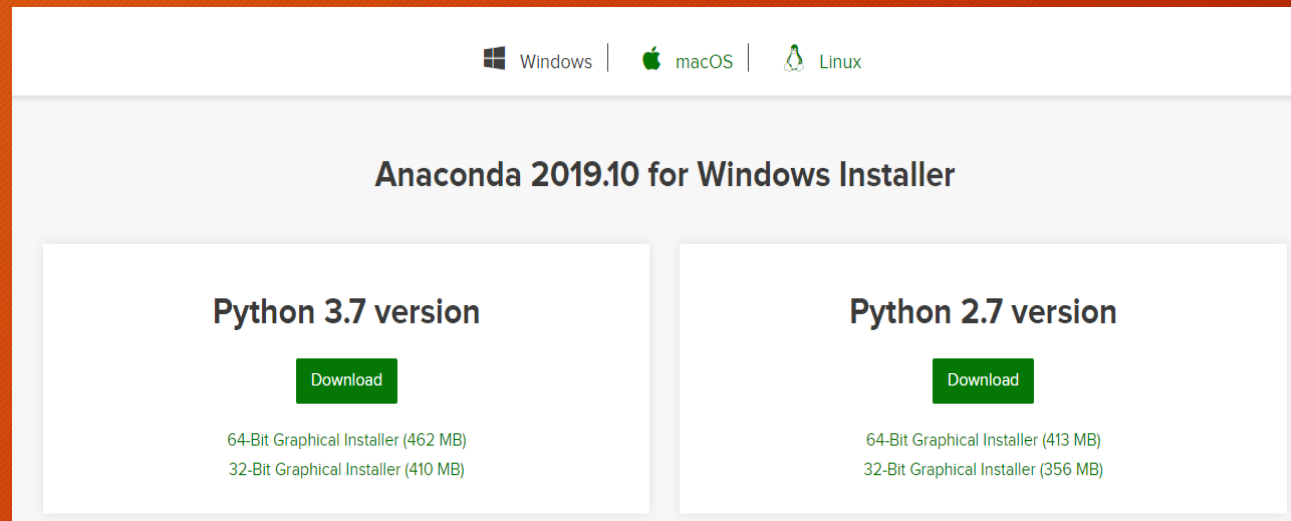 Windows macOS Linux
Anaconda 2019.10 for Windows Installer
Python 3.7 version
Download
64-Bit Graphical Installer (462 MB)
32-Bit Graphical Installer (410 MB)
Python 2.7 version
Download
64-Bit Graphical Installer (413 MB)
32-Bit Graphical Installer (356 MB)